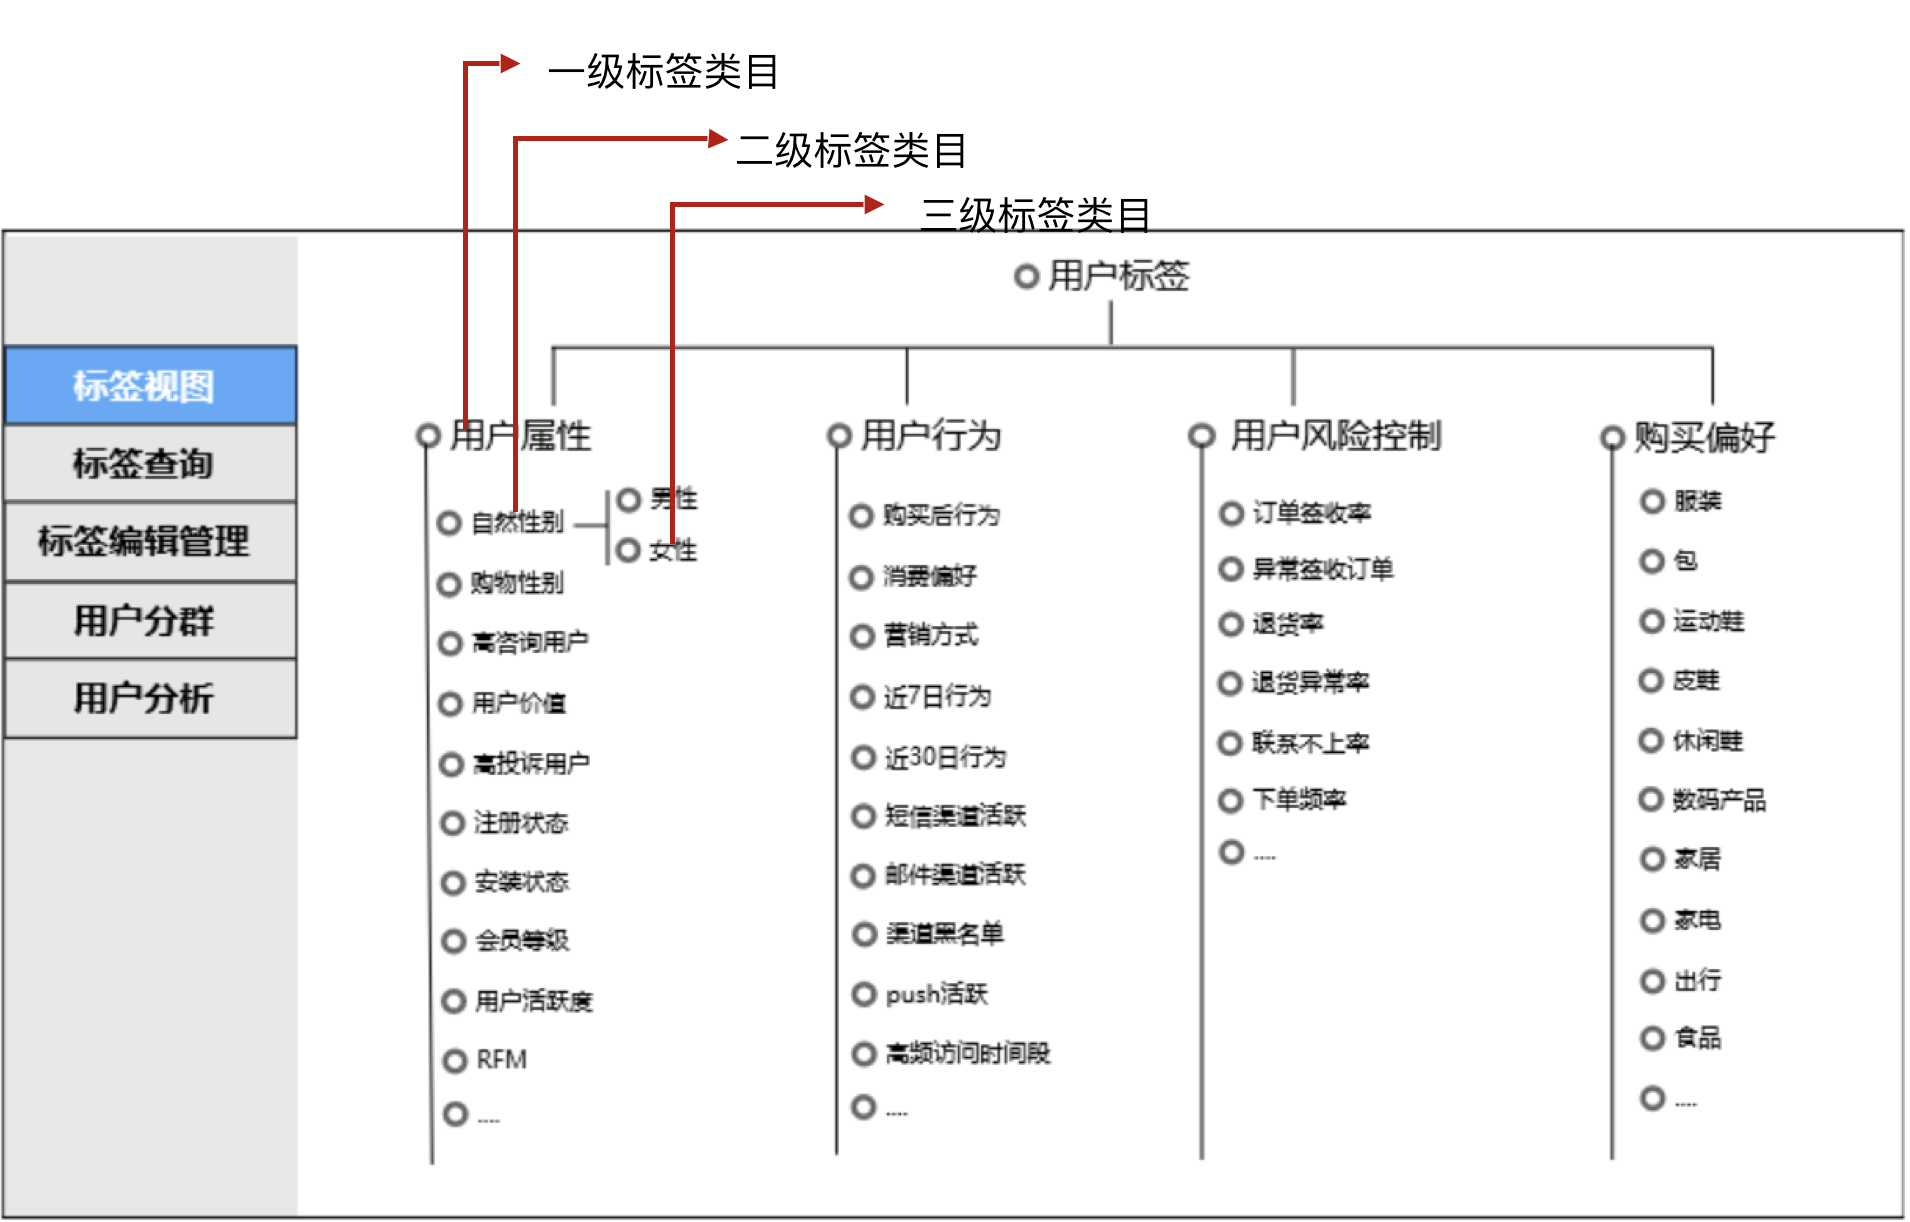 一级标签类目
二级标签类目
三级标签类目
标签视图
标签查询
标签编辑管理
用户分群
用户分析
用户标签
用户属性
自然性别
男性
女性
购物性别
高咨询用户
用户价值
高投诉用户
注册状态
安装状态
会员等级
用户活跃度
RFM
.....
用户行为
购买后行为
消费偏好
营销方式
近7日行为
近30日行为
短信渠道活跃
邮件渠道活跃
渠道黑名单
push活跃
高频访问时间段
.....
用户风险控制
订单签收率
异常签收订单
退货率
退货异常率
联系不上率
下单频率
.....
购买偏好
服装
包
运动鞋
皮鞋
休闲鞋
数码产品
家居
家电
出行
食品
.....